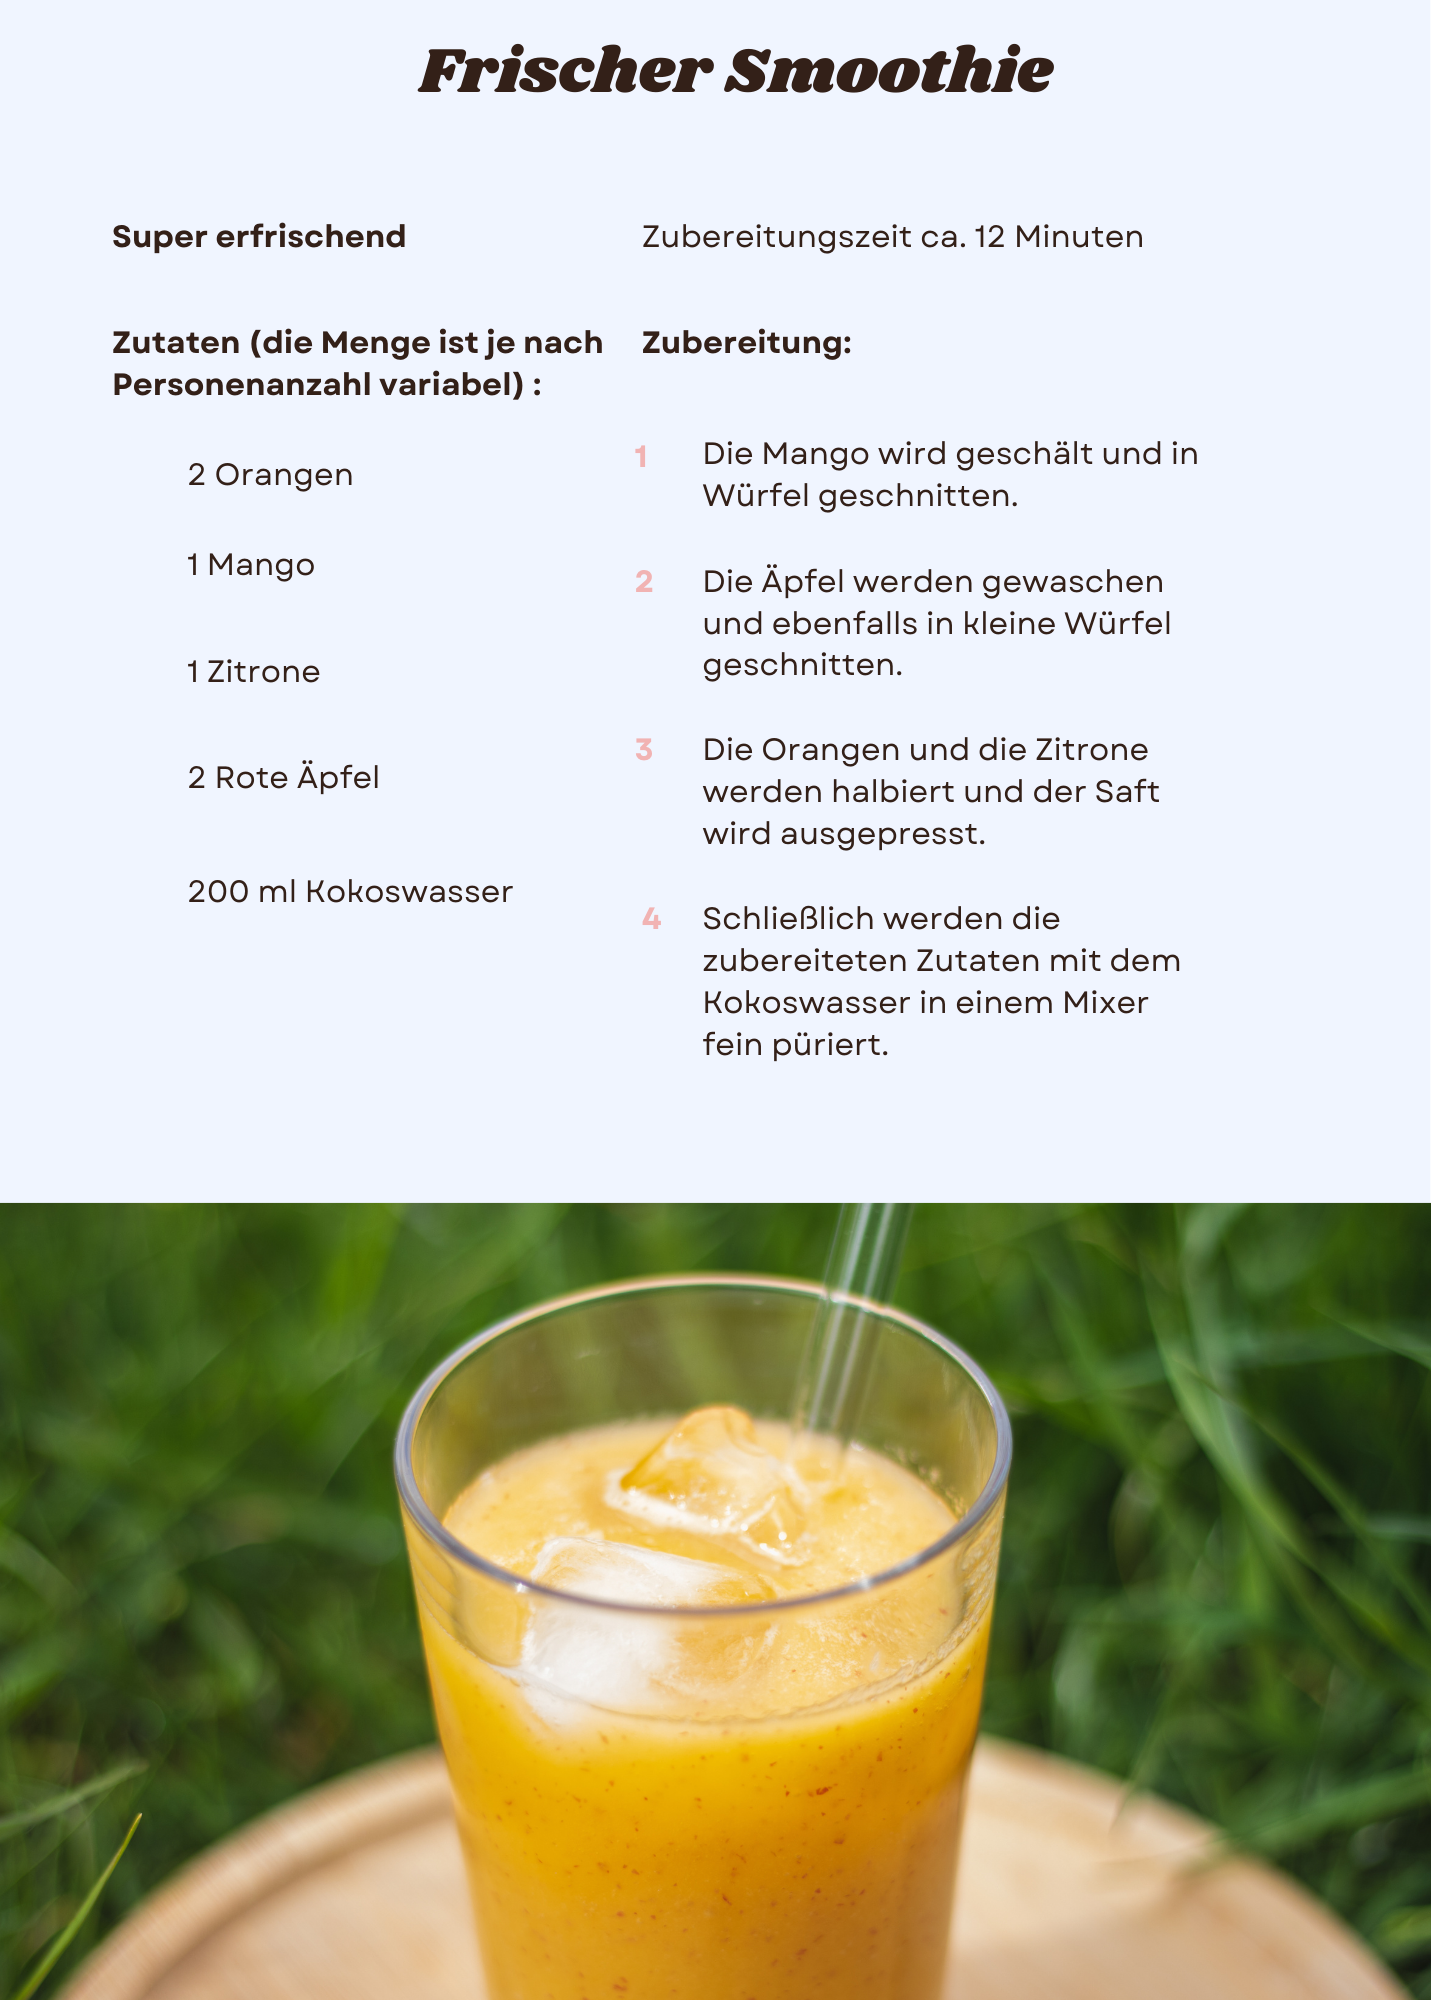 Frischer Smoothie
Super erfrischend
Zubereitungszeit ca. 12 Minuten
Zutaten (die Menge ist je nach
Personenanzahl variabel) :
2 Orangen
1 Mango
1 Zitrone
2 Rote Äpfel
200 ml Kokoswasser
Zubereitung:
1 Die Mango wird geschält und in
Würfel geschnitten.
2 Die Äpfel werden gewaschen
und ebenfalls in kleine Würfel
geschnitten.
3 Die Orangen und die Zitrone
werden halbiert und der Saft
wird ausgepresst.
4 Schließlich werden die
zubereiteten Zutaten mit dem
Kokoswasser in einem Mixer
fein püriert.